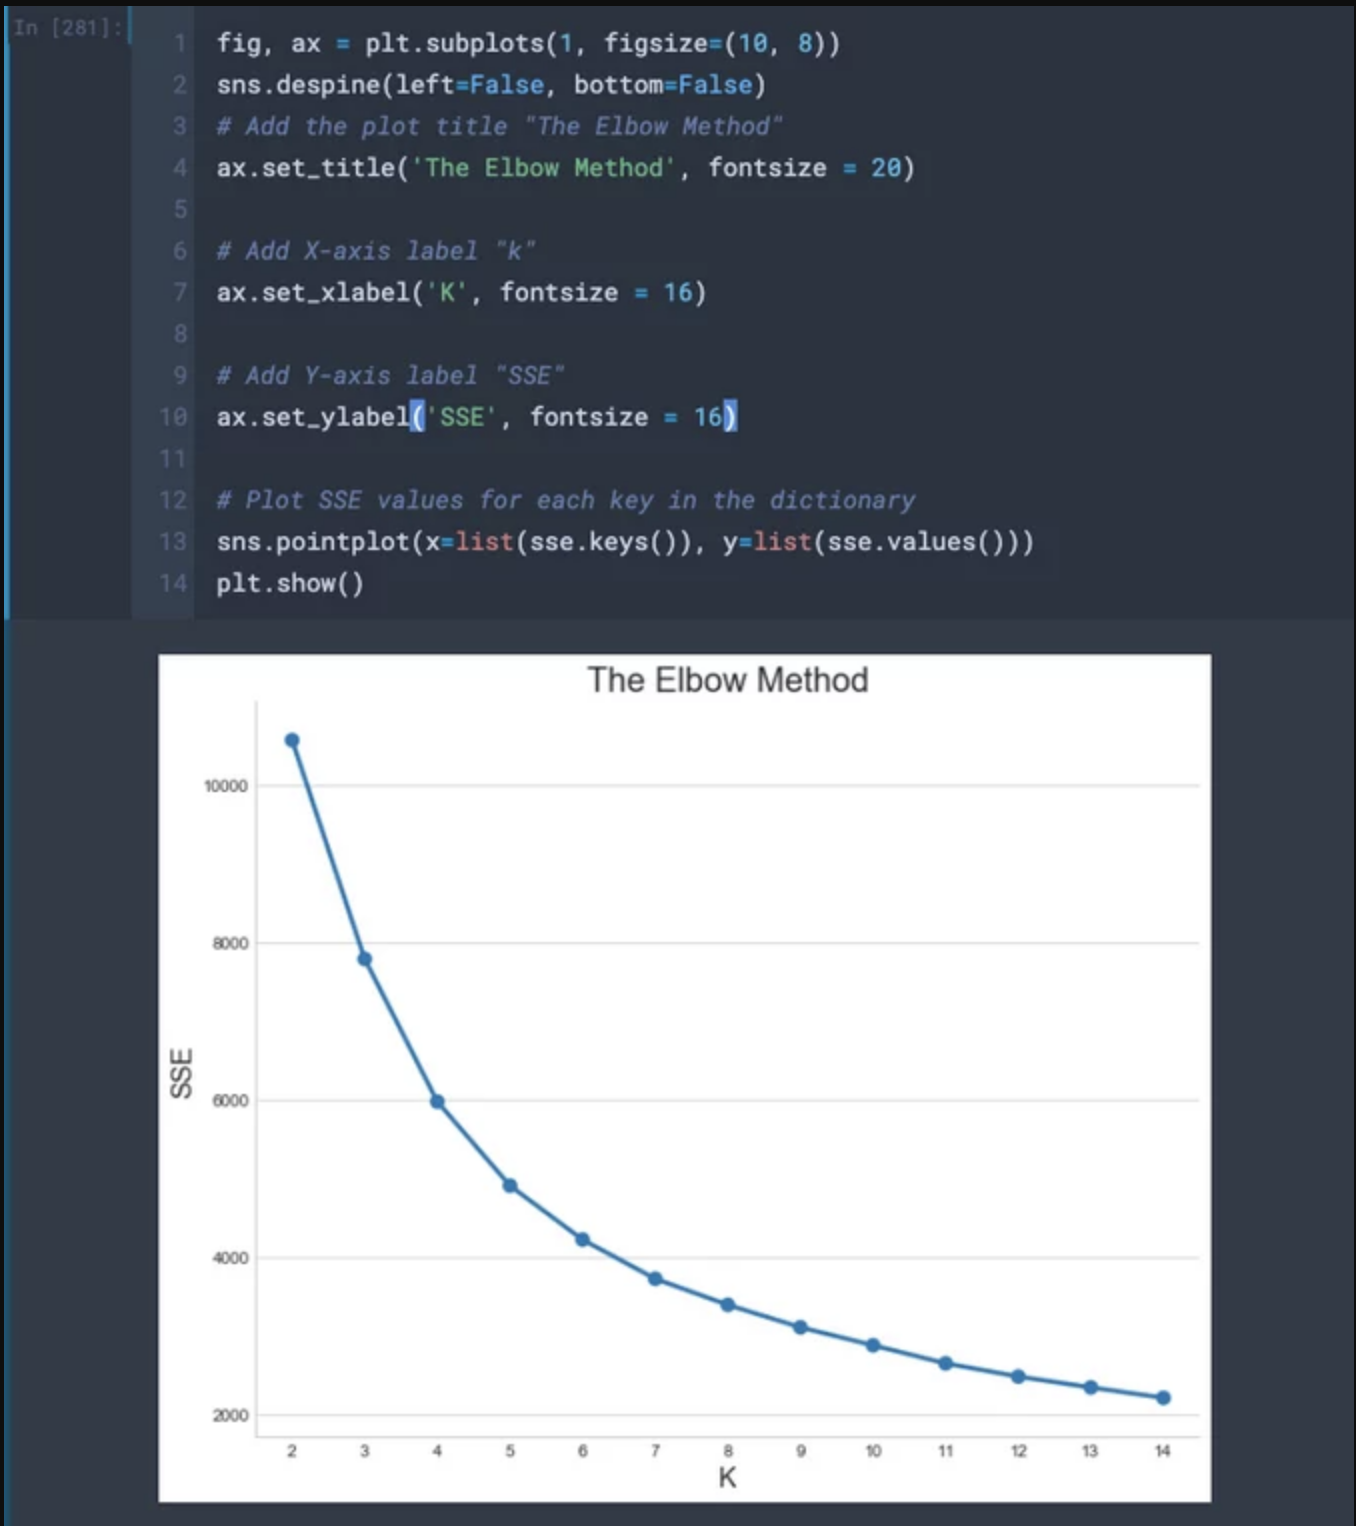 In [281]:
1 fig, ax = plt.subplots(1, figsize=(10, 8))
2 sns.despine(left=False, bottom=False)
3 # Add the plot title "The Elbow Method"
4 ax.set_title('The Elbow Method', fontsize = 20)
5
6 # Add X-axis label "k"
7 ax.set_xlabel('K', fontsize = 16)
8
9 # Add Y-axis label "SSE"
10 ax.set_ylabel('SSE', fontsize = 16)
11
12 # Plot SSE values for each key in the dictionary
13 sns.pointplot(x=list(sse.keys()), y=list(sse.values()))
14 plt.show()
The Elbow Method
10000
8000
SSE
6000
4000
2000
2 3 4 5 6 7 8 9 10 11 12 13 14
K